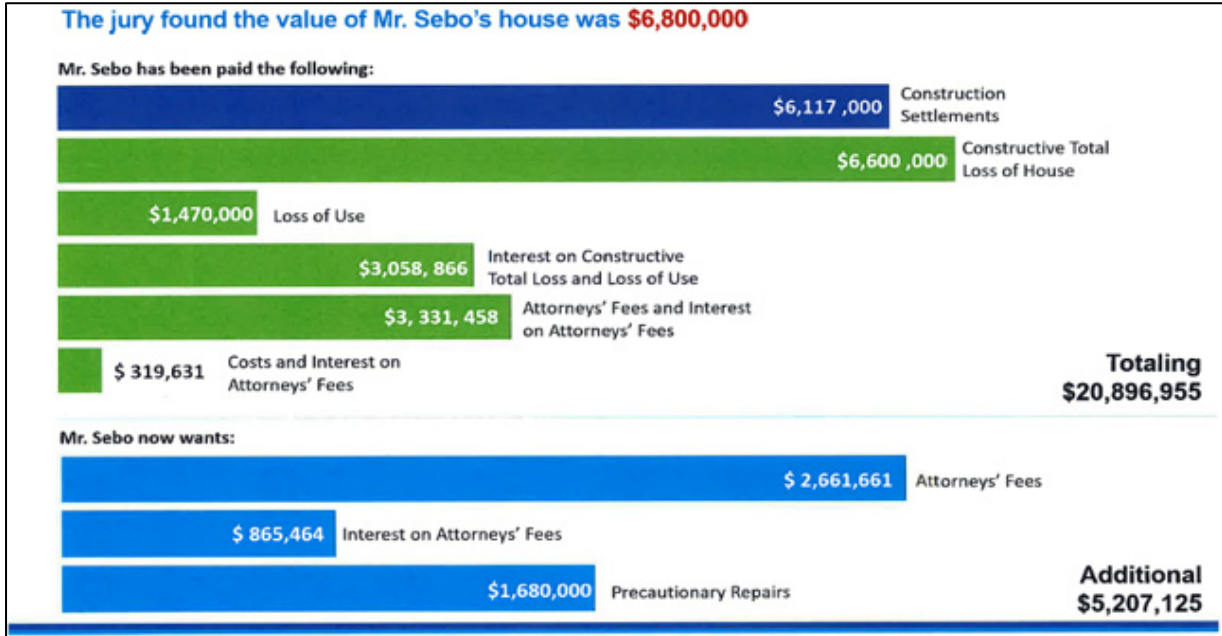 The jury found the value of Mr. Sebo's house was $6,800,000
Mr. Sebo has been paid the following:
$6,117 ,000 Construction
Settlements
$6,600 ,000 Constructive Total
Loss of House
$1,470,000 Loss of Use
$3,058, 866 Interest on Constructive
Total Loss and Loss of Use
$3, 331, 458 Attorneys' Fees and Interest
on Attorneys' Fees
$ 319,631 Costs and Interest on
Attorneys' Fees
Totaling
$20,896,955
Mr. Sebo now wants:
$ 2,661,661 Attorneys' Fees
$ 865,464 Interest on Attorneys' Fees
$1,680,000 Precautionary Repairs
Additional
$5,207,125